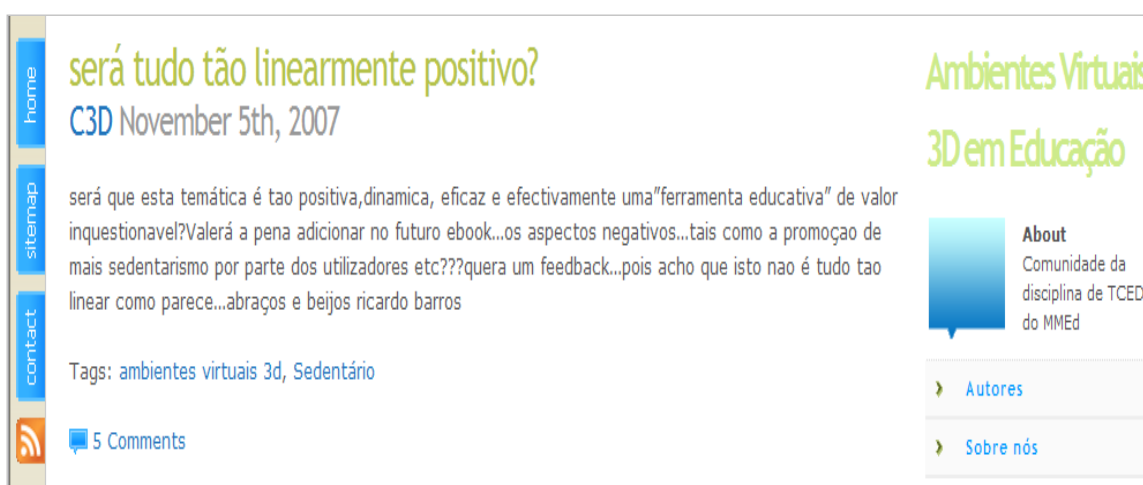 home
sitemap
contact
será tudo tão linearmente positivo?
C3D November 5th, 2007
será que esta temática é tao positiva,dinamica, eficaz e efectivamente uma"ferramenta educativa" de valor
inquestionavel?Valerá a pena adicionar no futuro ebook...os aspectos negativos...tais como a promoçao de
mais sedentarismo por parte dos utilizadores etc???quera um feedback...pois acho que isto nao é tudo tao
linear como parece...abraços e beijos ricardo barros
Tags: ambientes virtuais 3d, Sedentário
5 Comments
Ambientes Virtuais
3D em Educação
About
Comunidade da
disciplina de TCED
do MMEd
Autores
Sobre nós